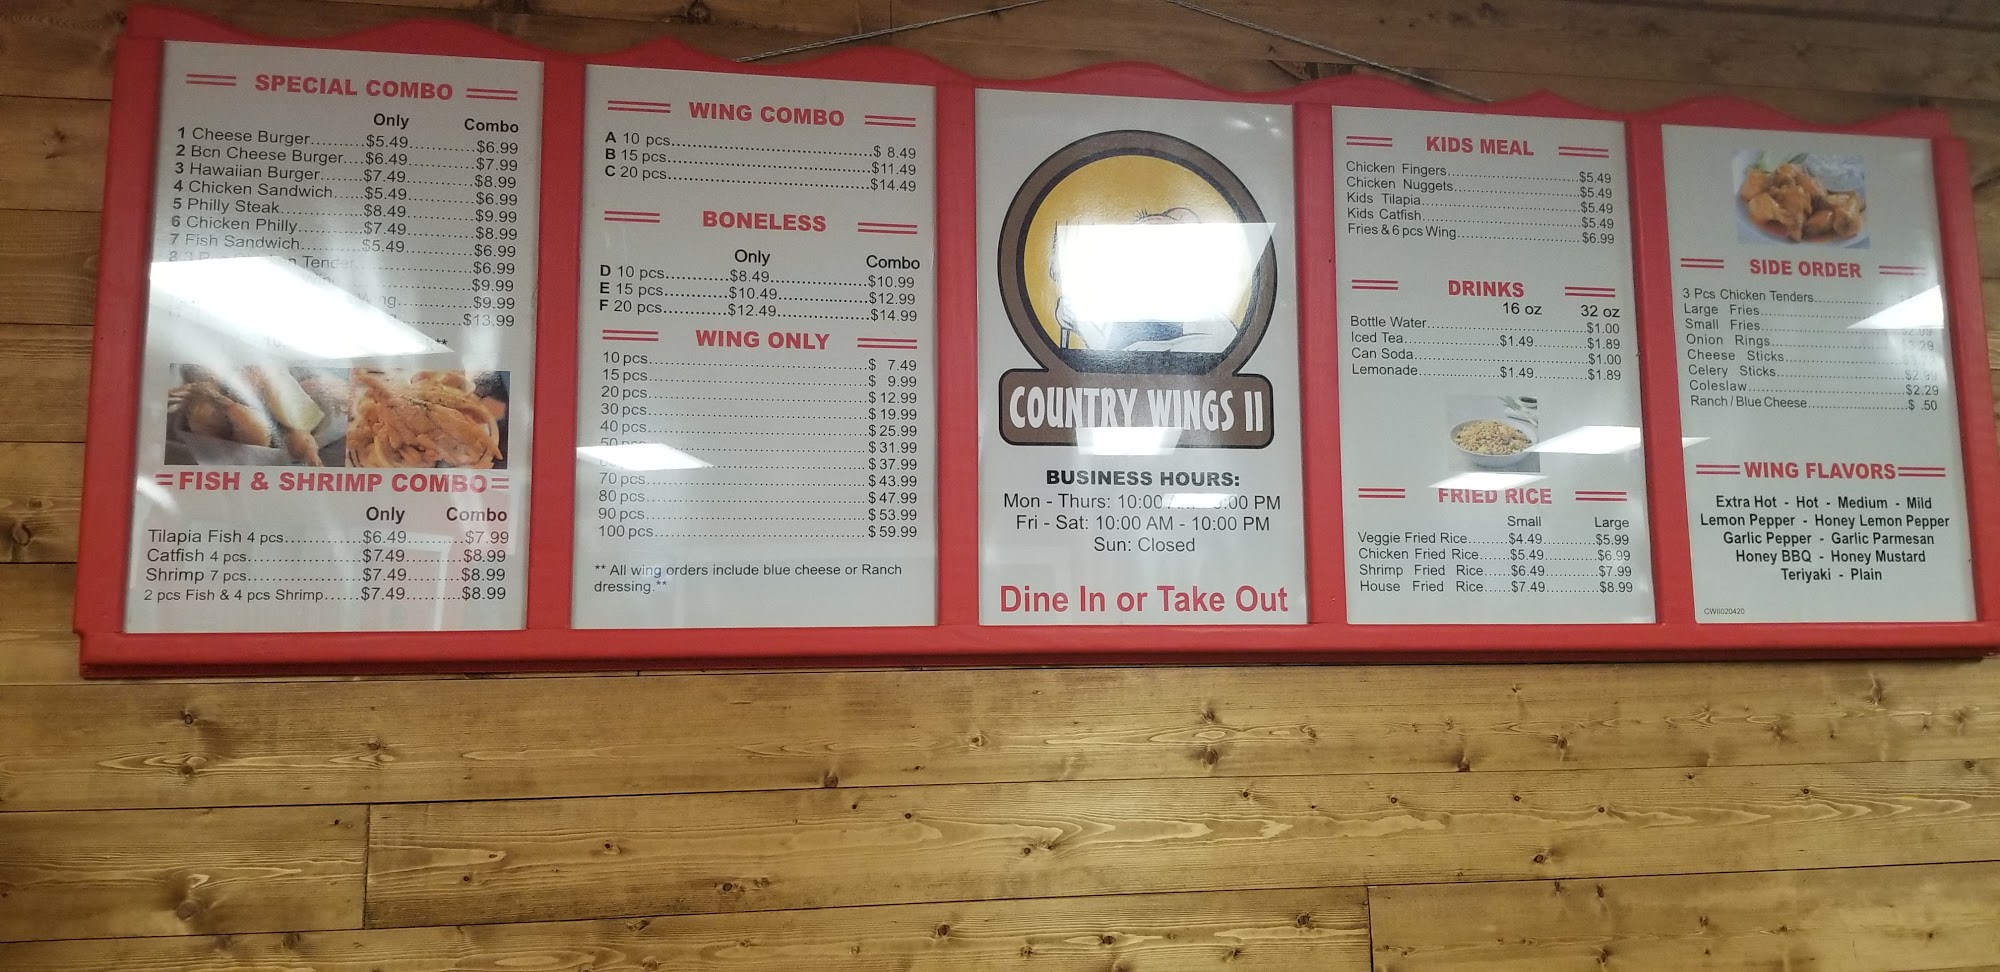 SPECIAL COMBO
Only Combo
1 Cheese Burger..........$5.49............$6.99
2 Bcn Cheese Burger....$6.49............$7.99
3 Hawaiian Burger........$7.49............$8.99
4 Chicken Sandwich......$5.49............$6.99
5 Philly Steak...............$8.49............$9.99
6 Chicken Philly............$7.49............$8.99
7 Fish Sandwich...........$5.49............$6.99
Tender............$6.99
$9.99
$9.99
$13.99
FISH & SHRIMP COMBO
Only Combo
Tilapia Fish 4 pcs............$6.49.........$7.99
Catfish 4 pcs..................$7.49.........$8.99
Shrimp 7 pcs..................$7.49.........$8.99
2 pcs Fish & 4 pcs Shrimp......$7.49.........$8.99
WING COMBO
A 10 pcs..............................$ 8.49
B 15 pcs..............................$11.49
C 20 pcs..............................$14.49
BONELESS
Only Combo
D 10 pcs............$8.49...............$10.99
E 15 pcs............$10.49..............$12.99
F 20 pcs............$12.49..............$14.99
WING ONLY
10 pcs..............................$ 7.49
15 pcs..............................$ 9.99
20 pcs..............................$ 12.99
30 pcs..............................$ 19.99
40 pcs..............................$ 25.99
50 pcs..............................$ 31.99
$ 37.99
70 pcs..............................$ 43.99
80 pcs..............................$ 47.99
90 pcs..............................$ 53.99
100 pcs.............................$ 59.99
** All wing orders include blue cheese or Ranch
dressing.**
COUNTRY WINGS II
BUSINESS HOURS:
Mon - Thurs: 10:00 PM
Fri - Sat: 10:00 AM - 10:00 PM
Sun: Closed
Dine In or Take Out
KIDS MEAL
Chicken Fingers..............................$5.49
Chicken Nuggets.............................$5.49
Kids Tilapia..................................$5.49
Kids Catfish..................................$5.49
Fries & 6 pcs Wing...........................$6.99
DRINKS
16 oz 32 oz
Bottle Water..................................$1.00
Iced Tea......................$1.49............$1.89
Can Soda......................................$1.00
Lemonade...................$1.49............$1.89
FRIED RICE
Small Large
Veggie Fried Rice........$4.49............$5.99
Chicken Fried Rice......$5.49............$6.99
Shrimp Fried Rice......$6.49............$7.99
House Fried Rice......$7.49............$8.99
SIDE ORDER
3 Pcs Chicken Tenders
Large Fries
Small Fries..............................$2.99
Onion Rings
Cheese Sticks
Celery Sticks..............................$2.99
Coleslaw..............................$2.29
Ranch / Blue Cheese.........................$ .50
WING FLAVORS
Extra Hot - Hot - Medium - Mild
Lemon Pepper - Honey Lemon Pepper
Garlic Pepper - Garlic Parmesan
Honey BBQ - Honey Mustard
Teriyaki - Plain
CWII020420